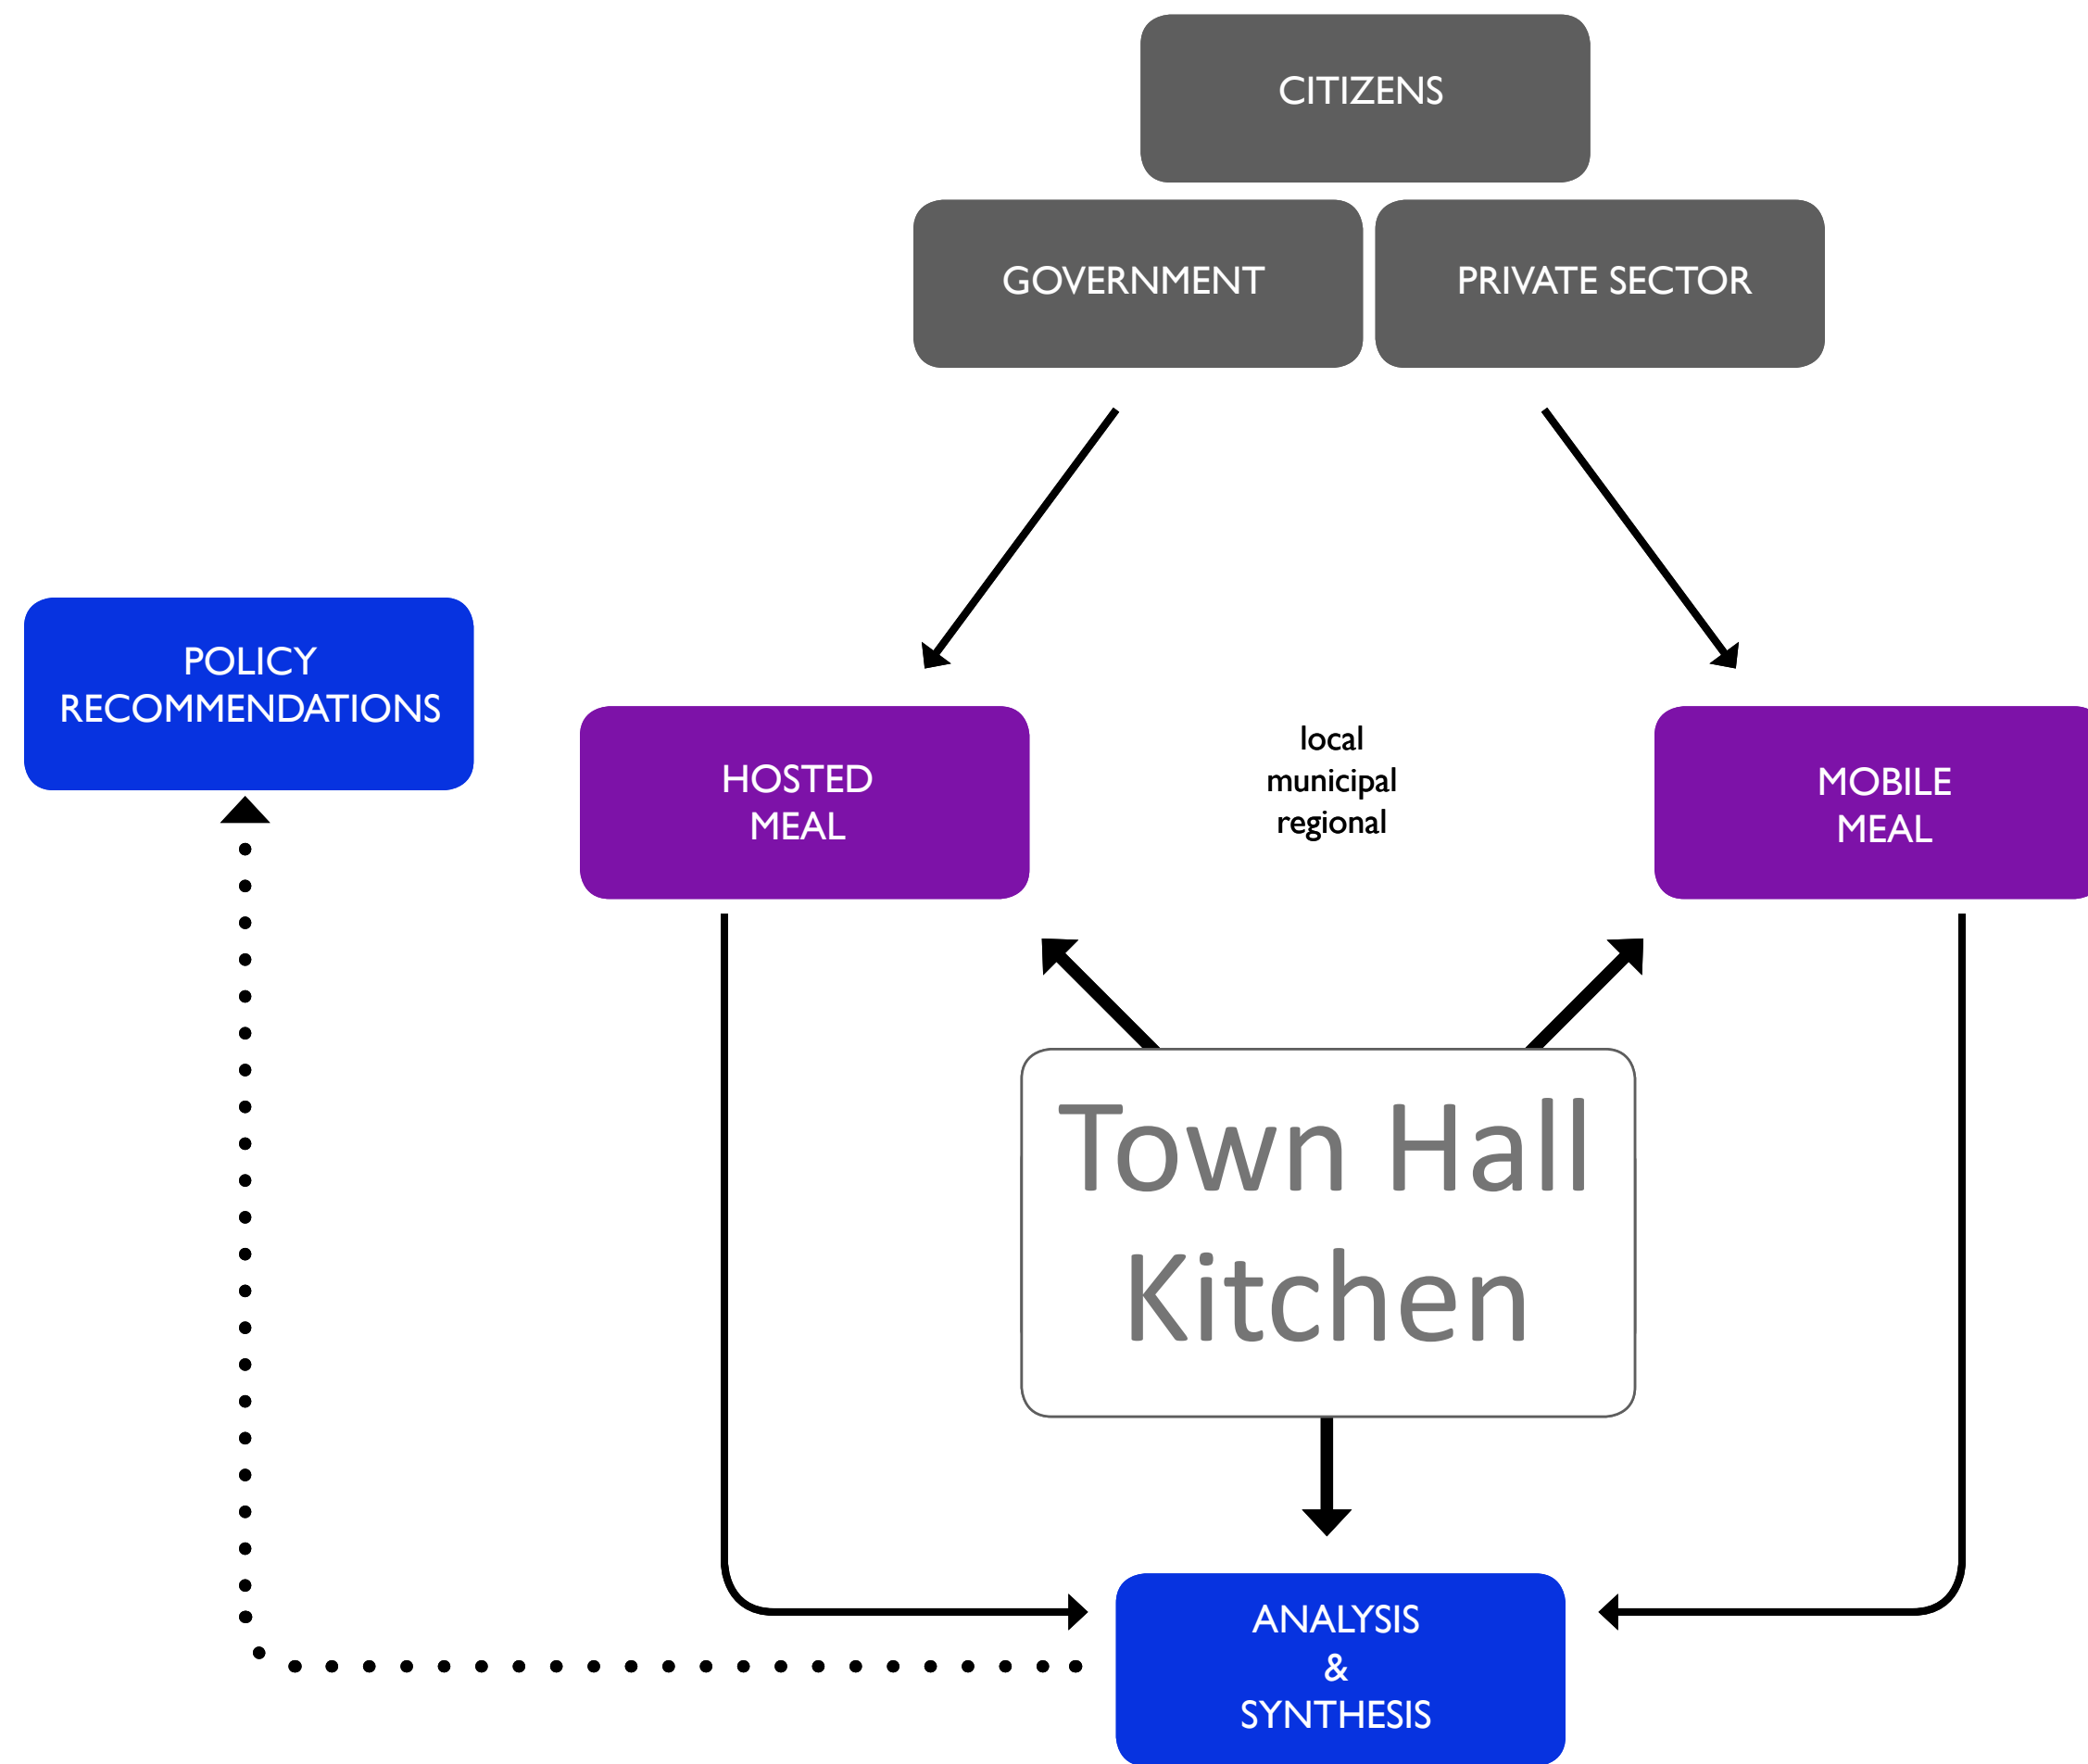 CITIZENS
GOVERNMENT
PRIVATE SECTOR
POLICY
RECOMMENDATIONS
HOSTED
MEAL
local
municipal
regional
MOBILE
MEAL
Town Hall
Kitchen
ANALYSIS
&
SYNTHESIS